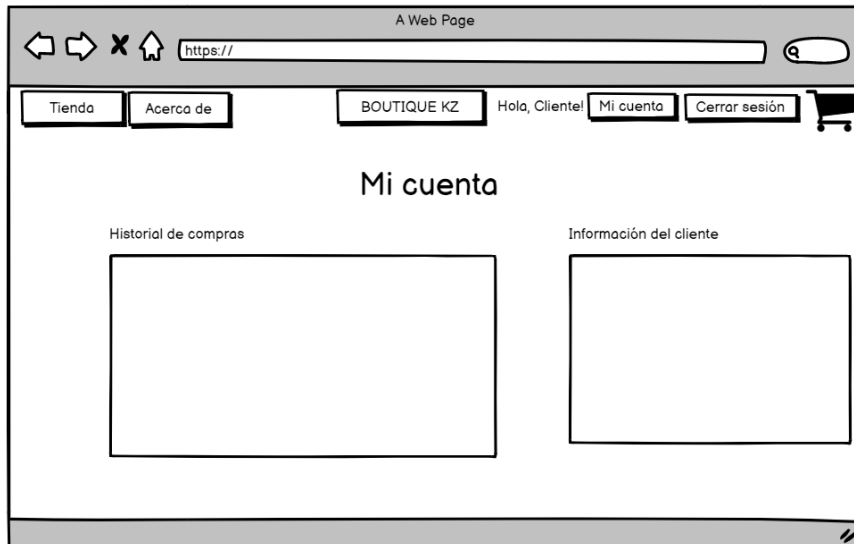 A Web Page
https://
Tienda
Acerca de
BOUTIQUE KZ
Hola, Cliente!
Mi cuenta
Cerrar sesión
Mi cuenta
Historial de compras
Información del cliente